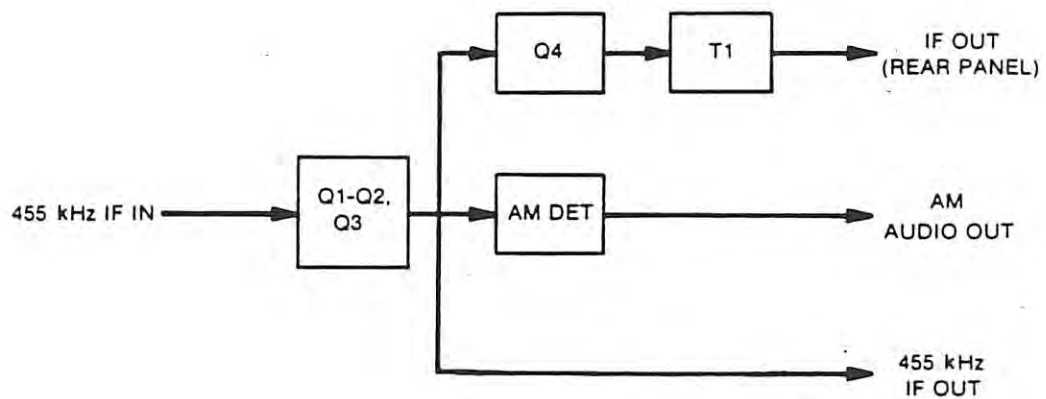 Q4
T1
IF OUT
(REAR PANEL)
455 kHz IF IN
Q1-Q2,
Q3
AM DET
AM
AUDIO OUT
455 kHz
IF OUT